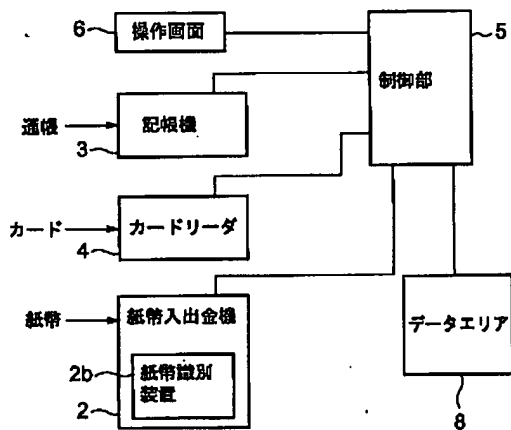 6
操作画面
5
制御部
通帳
記帳機
3
カード
カードリーダ
4
紙幣
紙幣入出金機
データエリア
2b
紙幣識別
装置
2
8